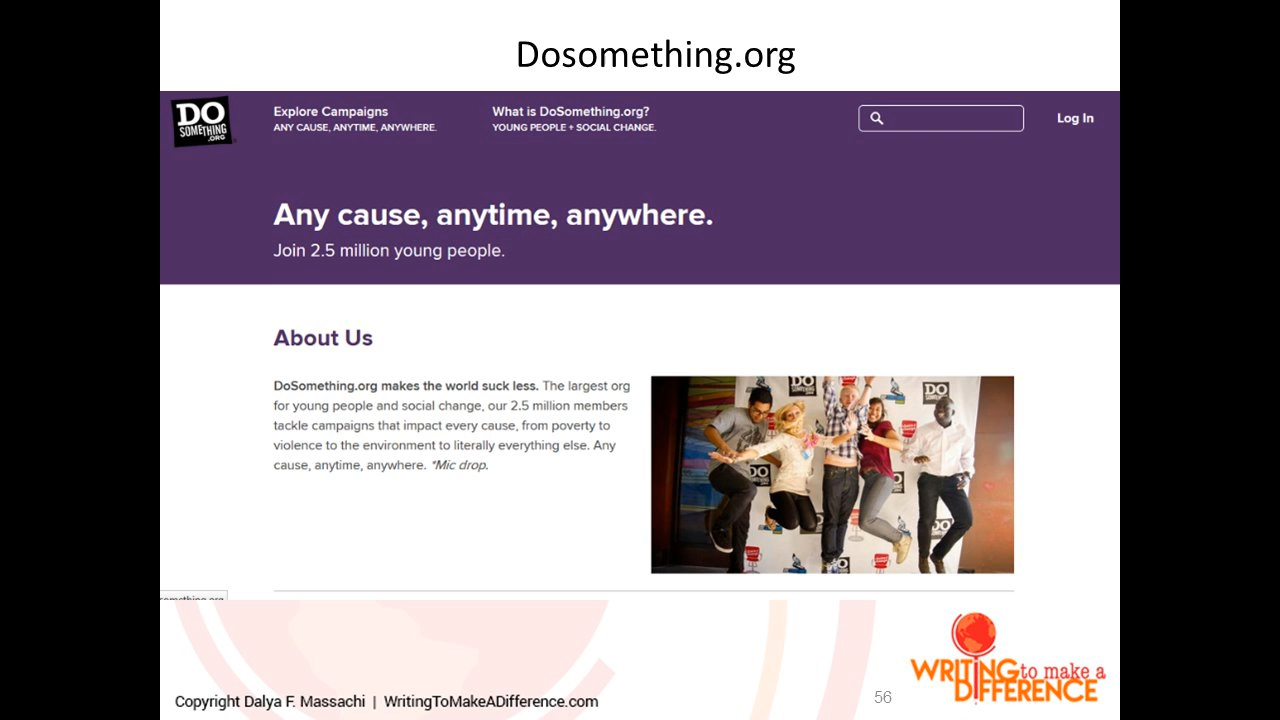 Dosomething.org
DO
SOMETHING
.ORG
Explore Campaigns
ANY CAUSE, ANYTIME, ANYWHERE.
What is DoSomething.org?
YOUNG PEOPLE + SOCIAL CHANGE.
Log In
Any cause, anytime, anywhere.
Join 2.5 million young people.
About Us
DoSomething.org makes the world suck less. The largest org
for young people and social change, our 2.5 million members
tackle campaigns that impact every cause, from poverty to
violence to the environment to literally everything else. Any
cause, anytime, anywhere. *Mic drop.
DO
DO
DO
DO
WRITING to make a
DIFFERENCE
Copyright Dalya F. Massachi | WritingToMakeADifference.com
56